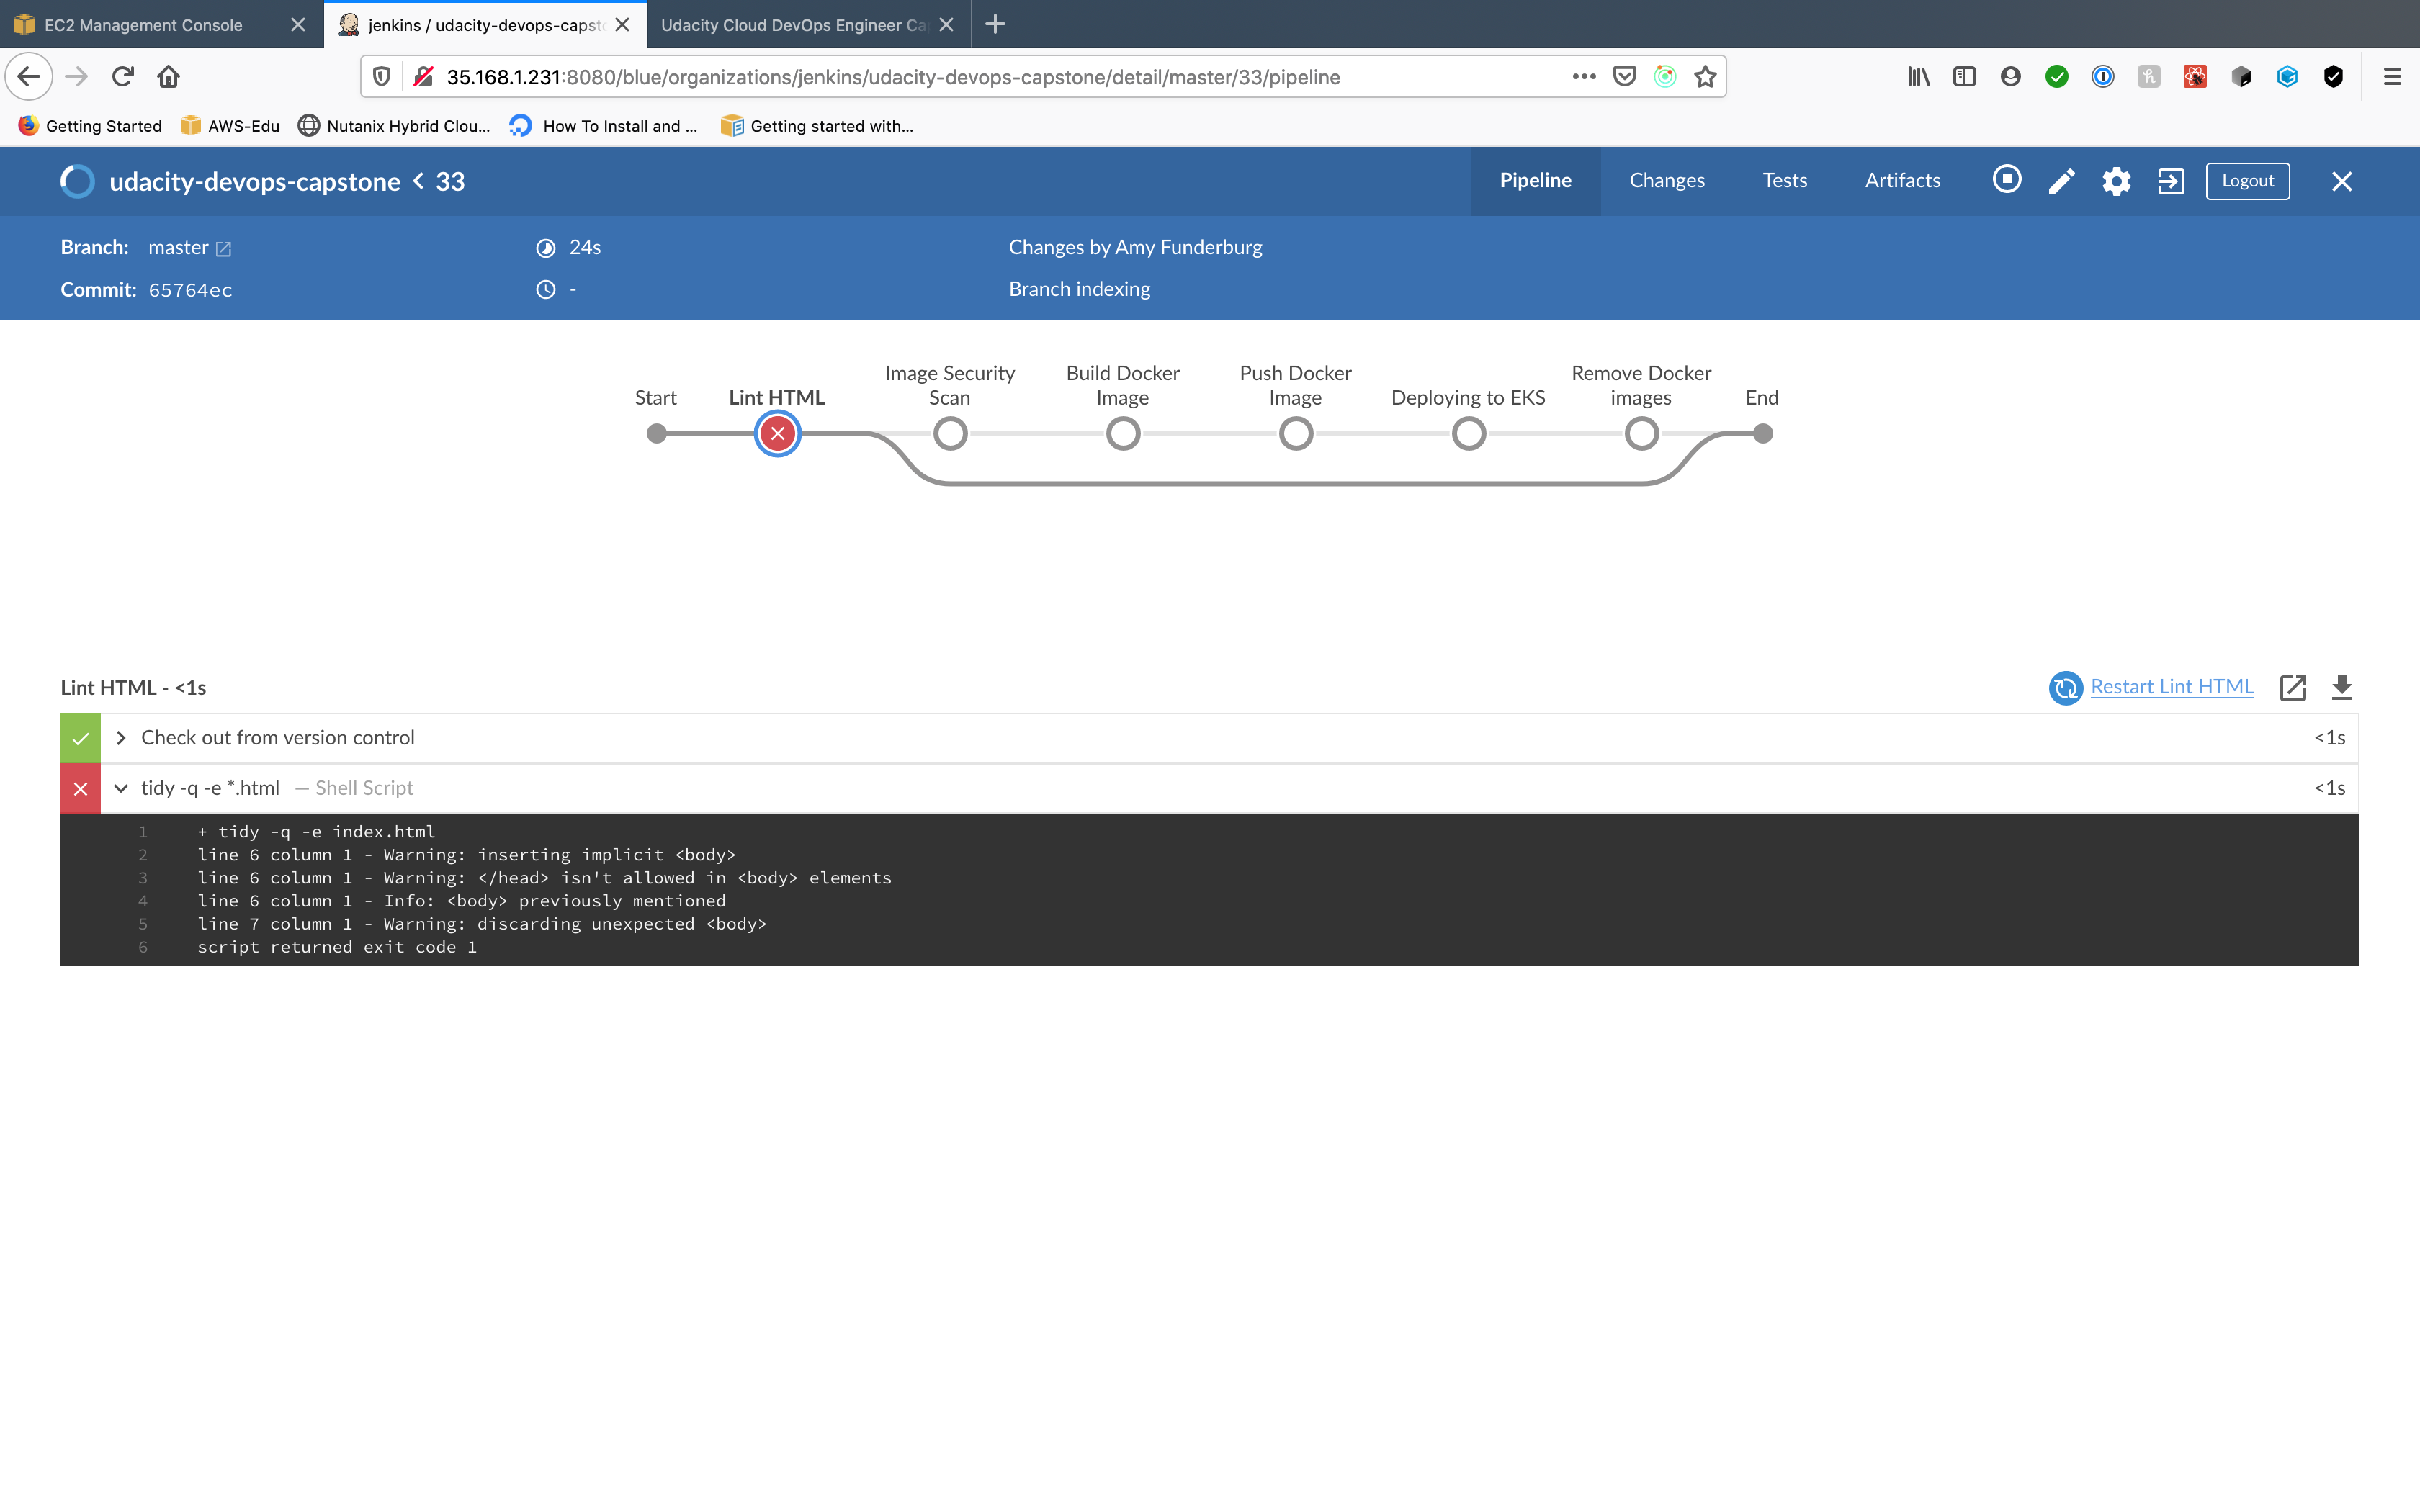 EC2 Management Console
jenkins / udacity-devops-capst
Udacity Cloud DevOps Engineer Ca
35.168.1.231:8080/blue/organizations/jenkins/udacity-devops-capstone/detail/master/33/pipeline
Getting Started
AWS-Edu
Nutanix Hybrid Clou...
How To Install and ...
Getting started with...
udacity-devops-capstone < 33
Pipeline
Changes
Tests
Artifacts
Logout
Branch: master
24s
Changes by Amy Funderburg
Commit: 65764ec
-
Branch indexing
Start
Lint HTML
Image Security
Scan
Build Docker
Image
Push Docker
Image
Deploying to EKS
Remove Docker
images
End
Lint HTML - <1s
Restart Lint HTML
Check out from version control
<1s
tidy -q -e *.html — Shell Script
<1s
1 + tidy -q -e index.html
2 line 6 column 1 - Warning: inserting implicit <body>
3 line 6 column 1 - Warning: </head> isn't allowed in <body> elements
4 line 6 column 1 - Info: <body> previously mentioned
5 line 7 column 1 - Warning: discarding unexpected <body>
6 script returned exit code 1